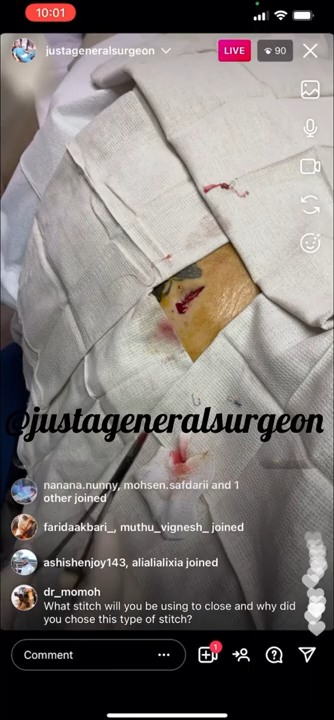 10:01
justageneralsurgeon
LIVE
90
@justageneralsurgeon
nanana.nunny, mohsen.safdarii and 1
other joined
faridaakbari_, muthu_vignesh_ joined
ashishenjoy143, alialialixia joined
dr_momoh
What stitch will you be using to close and why did
you chose this type of stitch?
Comment
1